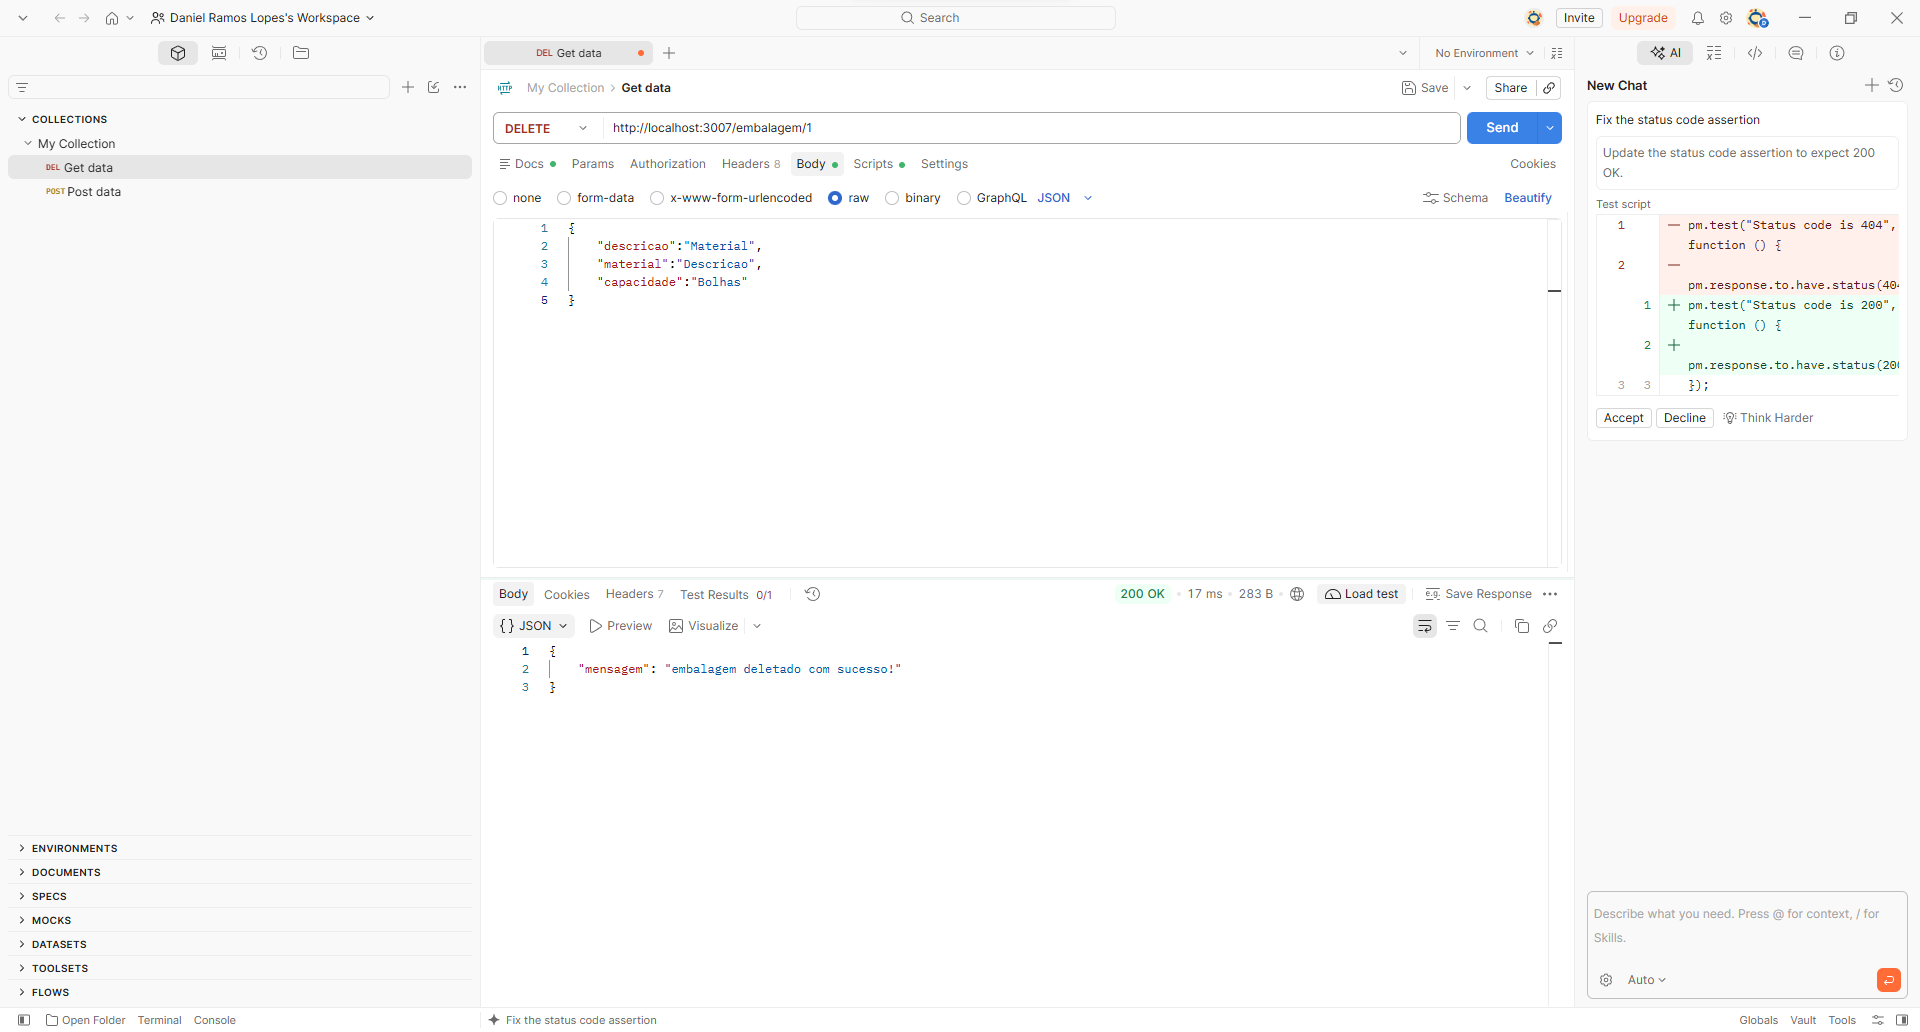 Daniel Ramos Lopes's Workspace
Search
Invite
Upgrade
COLLECTIONS
My Collection
DEL Get data
POST Post data
ENVIRONMENTS
DOCUMENTS
SPECS
MOCKS
DATASETS
TOOLSETS
FLOWS
DEL Get data
No Environment
HTTP My Collection > Get data
Save
Share
DELETE http://localhost:3007/embalagem/1
Send
Docs Params Authorization Headers 8 Body Scripts Settings
Cookies
none form-data x-www-form-urlencoded raw binary GraphQL JSON
Schema Beautify
1 {
2 "descricao":"Material",
3 "material":"Descricao",
4 "capacidade":"Bolhas"
5 }
Body Cookies Headers 7 Test Results 0/1
200 OK • 17 ms • 283 B • Load test e.g. Save Response
{} JSON Preview Visualize
1 {
2 "mensagem": "embalagem deletado com sucesso!"
3 }
AI
New Chat
Fix the status code assertion
Update the status code assertion to expect 200
OK.
Test script
1 — pm.test("Status code is 404",
function () {
2 —
pm.response.to.have.status(404
1 + pm.test("Status code is 200",
function () {
2 +
pm.response.to.have.status(200
3 3 });
Accept Decline Think Harder
Describe what you need. Press @ for context, / for
Skills.
Auto
Open Folder Terminal Console
Fix the status code assertion
Globals Vault Tools